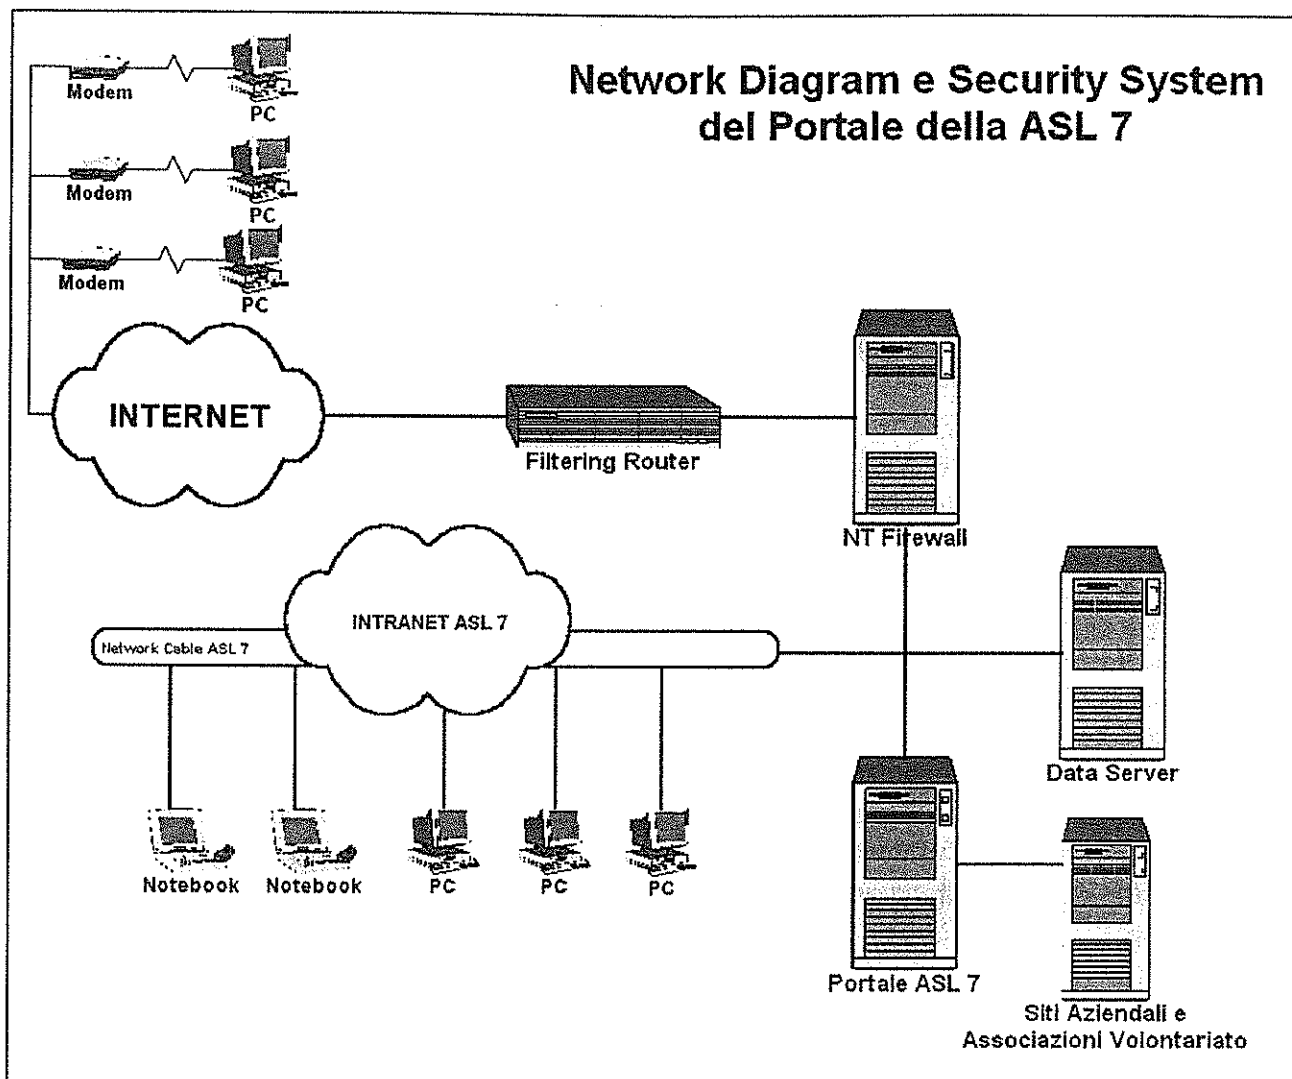 Network Diagram e Security System
del Portale della ASL 7
Modem
PC
Modem
PC
Modem
PC
INTERNET
Filtering Router
NT Firewall
INTRANET ASL 7
Network Cable ASL 7
Data Server
Notebook
Notebook
PC
PC
PC
Portale ASL 7
Siti Aziendali e
Associazioni Volontariato